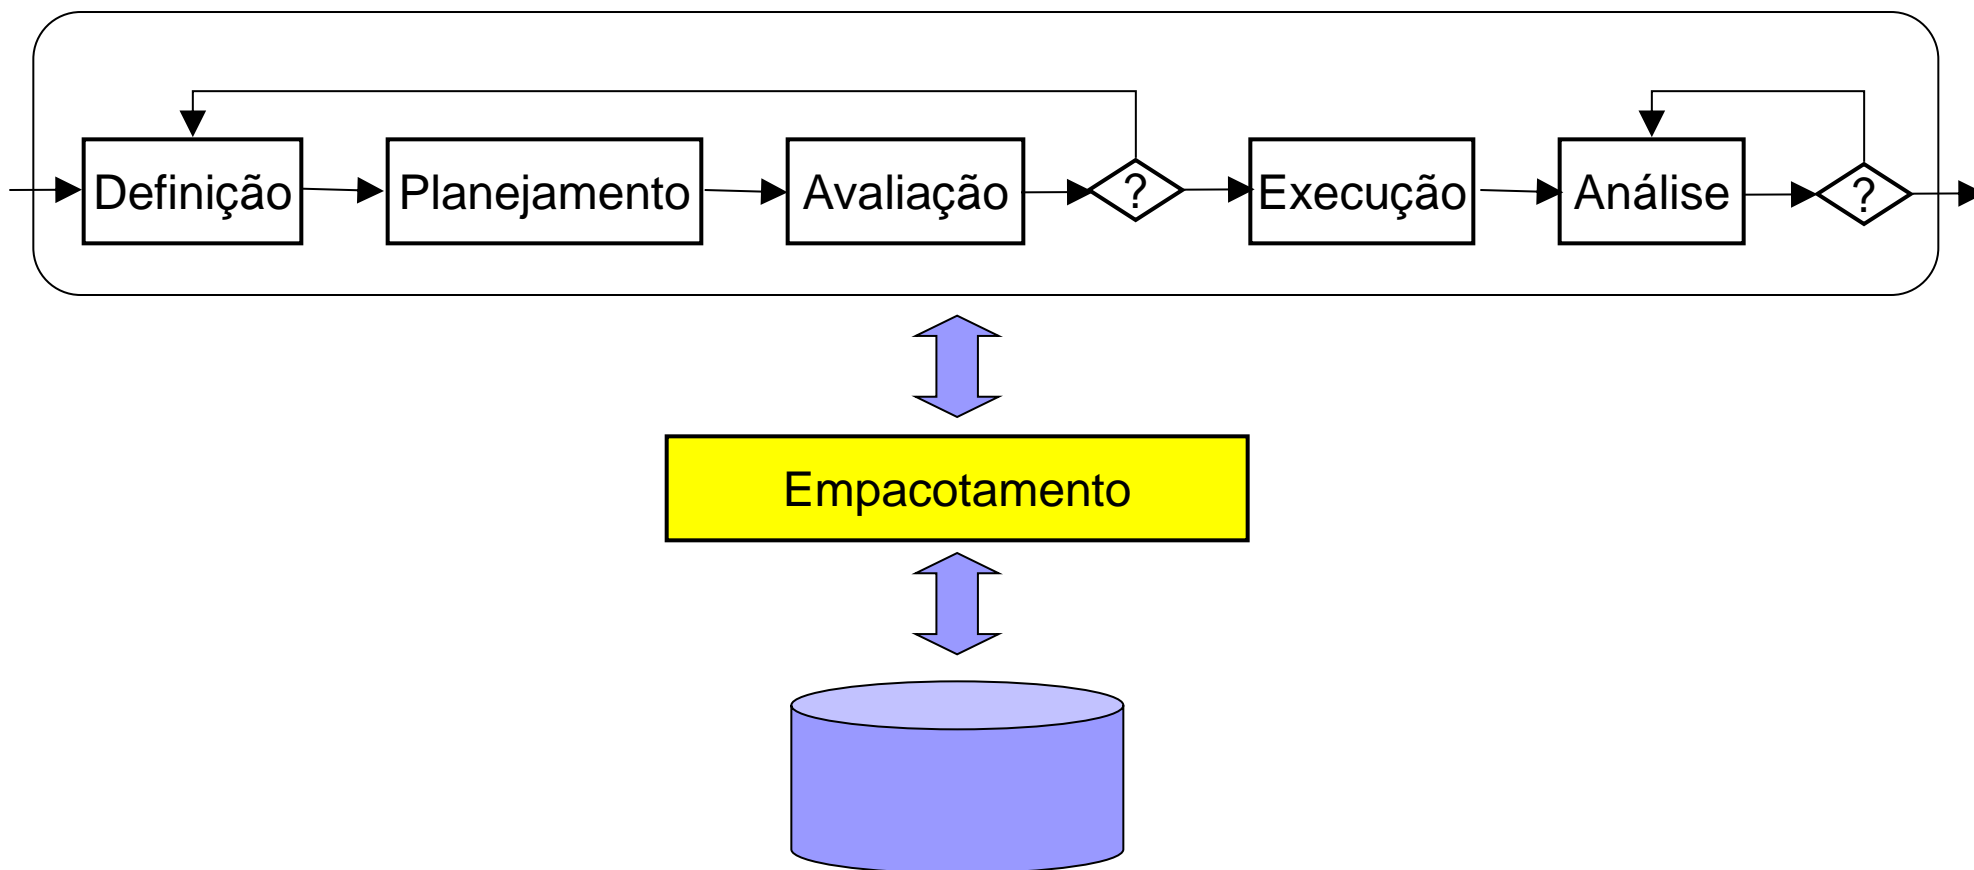 Definição
Planejamento
Avaliação
?
Execução
Análise
?
Empacotamento